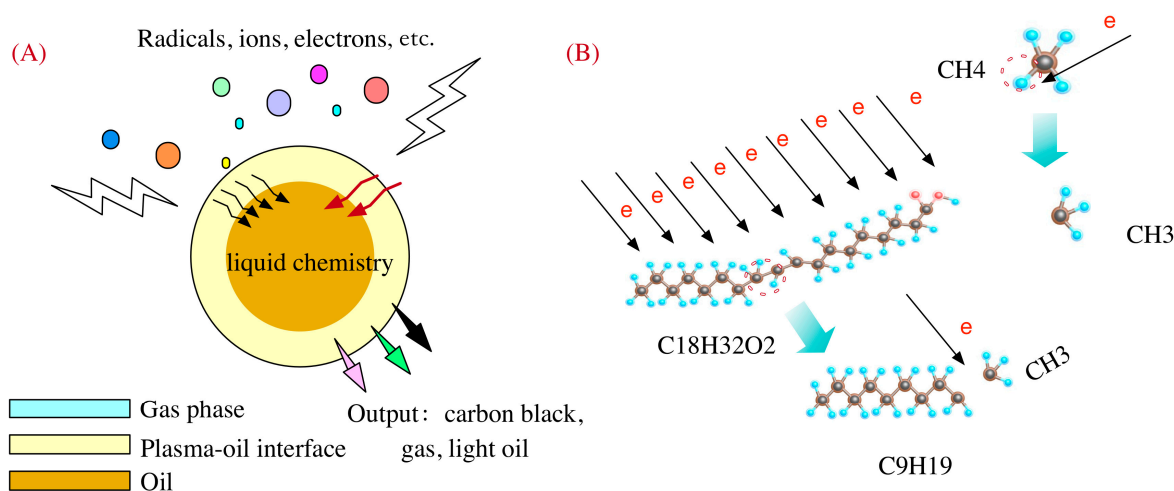 (A)
Radicals, ions, electrons, etc.
liquid chemistry
Gas phase
Plasma-oil interface
Oil
Output: carbon black,
gas, light oil
(B)
CH4
e
CH3
e
e
e
e
e
e
e
e
C18H32O2
e
CH3
C9H19